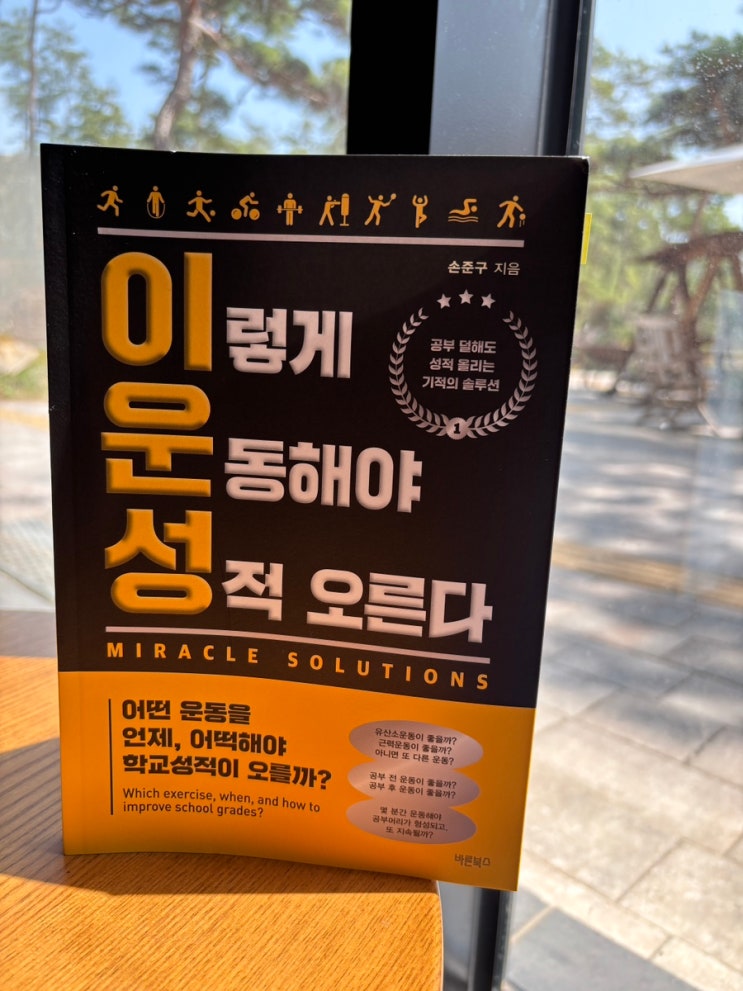 손준구 지음
이렇게
운동해야
성적 오른다
공부 덜해도
성적 올리는
기적의 솔루션
1
MIRACLE SOLUTIONS
어떤 운동을
언제, 어떡해야
학교성적이 오를까?
Which exercise, when, and how to
improve school grades?
유산소운동이 좋을까?
근력운동이 좋을까?
아니면 또 다른 운동?
공부 전 운동이 좋을까?
공부 후 운동이 좋을까?
몇 분간 운동해야
공부머리가 형성되고,
또 지속될까?
바른북스